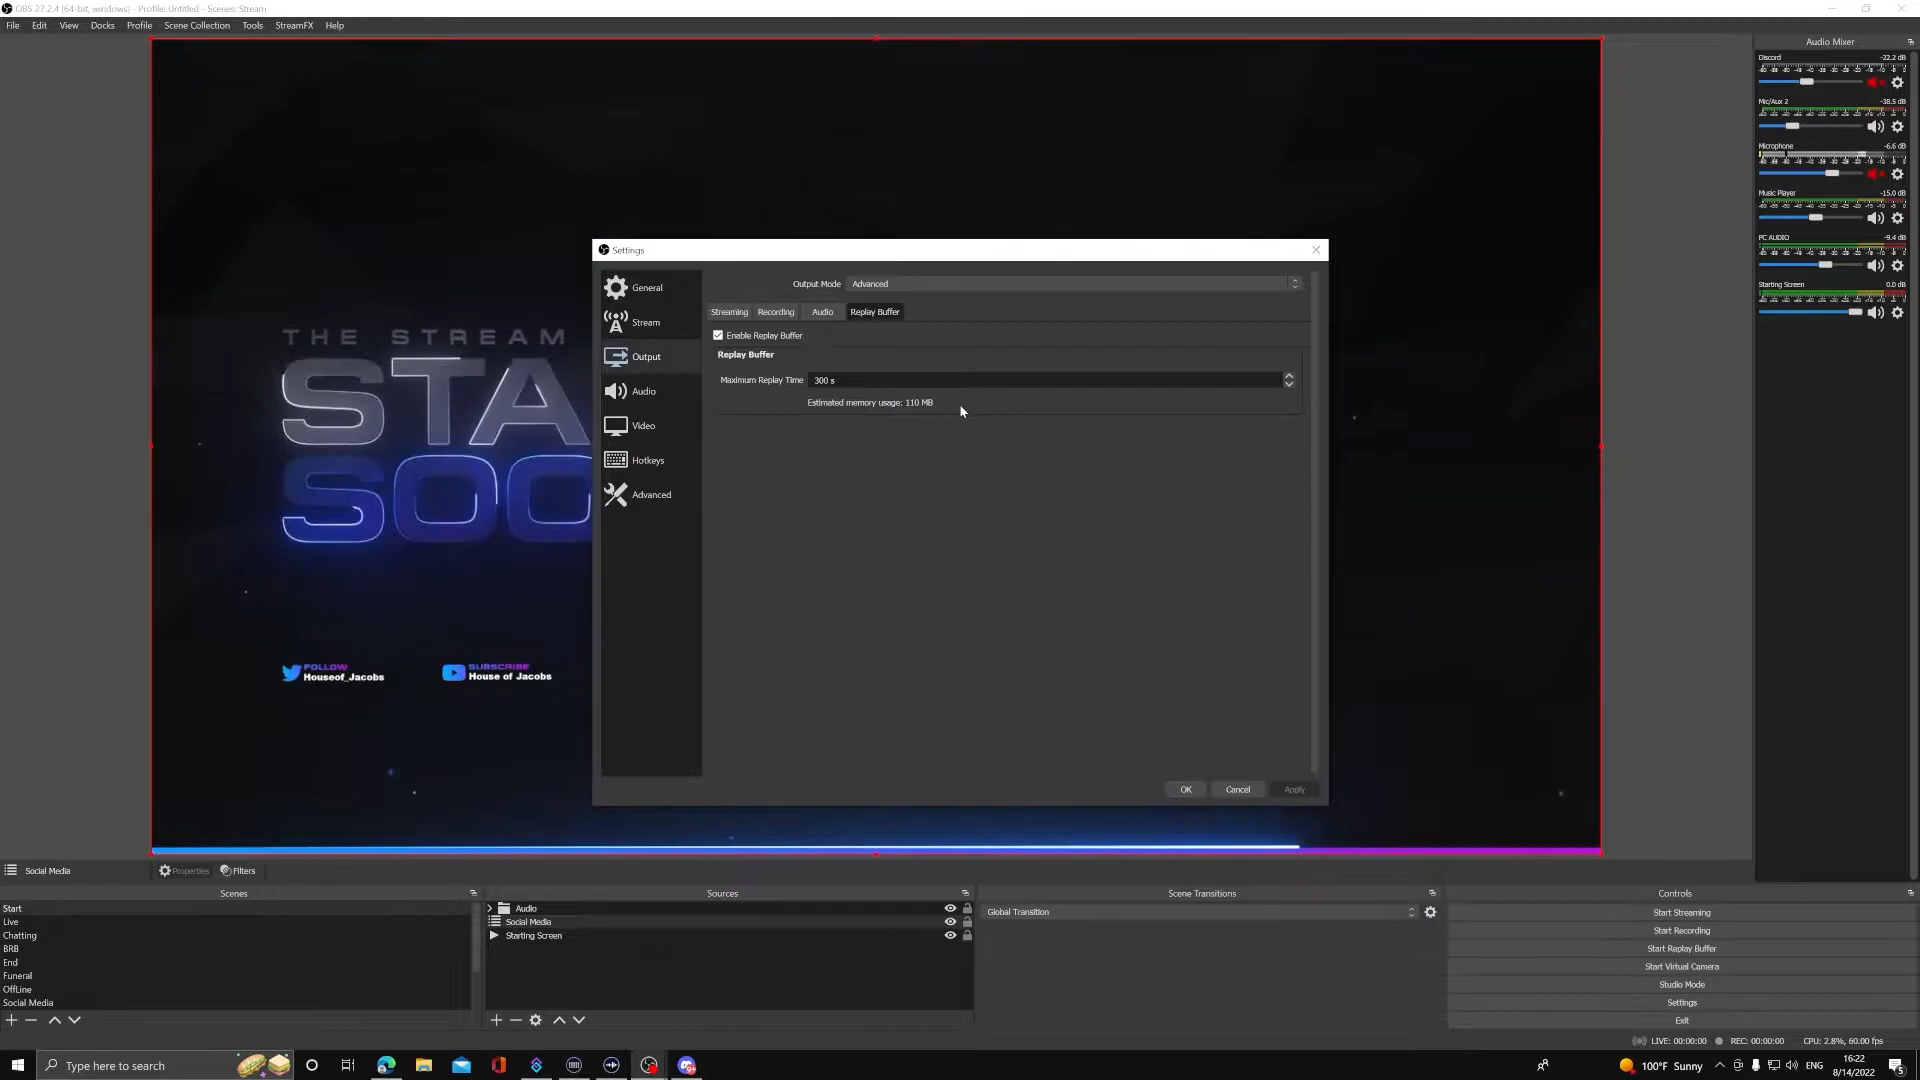 OBS 27.2.4 (64-bit, windows) - Profile: Untitled - Scenes: Stream
File Edit View Docks Profile Scene Collection Tools StreamFX Help
Audio Mixer
Discord -22.2 dB
Mic/Aux 2 -38.5 dB
Microphone -6.6 dB
Music Player -15.0 dB
PC AUDIO -9.4 dB
Starting Screen 0.0 dB
THE STREAM
STA
SOO
FOLLOW
Houseof_Jacobs
SUBSCRIBE
House of Jacobs
Settings
General
Stream
Output
Audio
Video
Hotkeys
Advanced
Output Mode Advanced
Streaming Recording Audio Replay Buffer
Enable Replay Buffer
Replay Buffer
Maximum Replay Time 300 s
Estimated memory usage: 110 MB
OK Cancel Apply
Social Media Properties Filters
Scenes
Start
Live
Chatting
BRB
End
Funeral
OffLine
Social Media
Sources
Audio
Social Media
Starting Screen
Scene Transitions
Global Transition
Controls
Start Streaming
Start Recording
Start Replay Buffer
Start Virtual Camera
Studio Mode
Settings
Exit
LIVE: 00:00:00 REC: 00:00:00 CPU: 2.8%, 60.00 fps
Type here to search
100°F Sunny
ENG
16:22
8/14/2022
5